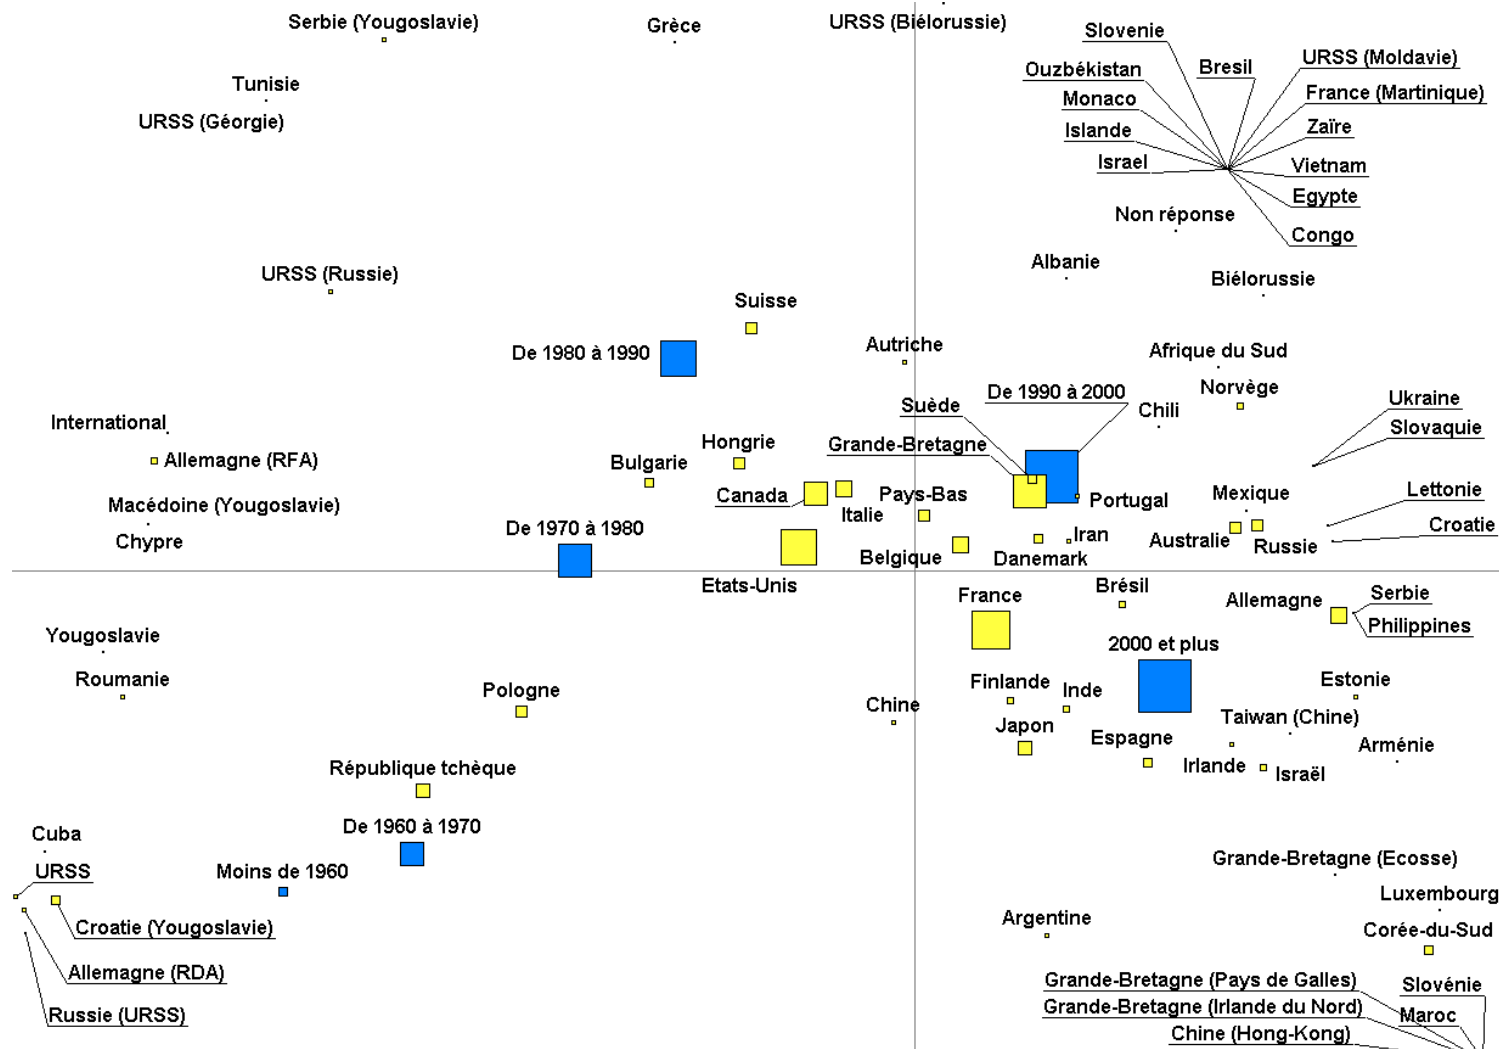 Serbie (Yougoslavie)
Grèce
URSS (Biélorussie)
Slovenie
Bresil
URSS (Moldavie)
Ouzbékistan
Monaco
France (Martinique)
Islande
Zaïre
Israel
Vietnam
Egypte
Congo
Tunisie
URSS (Géorgie)
Non réponse
Albanie
Biélorussie
URSS (Russie)
Suisse
De 1980 à 1990
Autriche
Afrique du Sud
Norvège
De 1990 à 2000
Suède
Chili
Ukraine
Slovaquie
International
Allemagne (RFA)
Hongrie
Bulgarie
Grande-Bretagne
Canada
Italie
Pays-Bas
Portugal
Mexique
Lettonie
Macédoine (Yougoslavie)
Chypre
De 1970 à 1980
Iran
Australie
Russie
Croatie
Belgique
Danemark
Etats-Unis
France
Brésil
Allemagne
Serbie
Philippines
Yougoslavie
2000 et plus
Roumanie
Pologne
Chine
Finlande
Inde
Estonie
Taiwan (Chine)
Japon
Espagne
Arménie
Irlande
Israël
République tchèque
Cuba
De 1960 à 1970
URSS
Moins de 1960
Grande-Bretagne (Ecosse)
Luxembourg
Croatie (Yougoslavie)
Argentine
Corée-du-Sud
Allemagne (RDA)
Grande-Bretagne (Pays de Galles)
Slovénie
Russie (URSS)
Grande-Bretagne (Irlande du Nord)
Maroc
Chine (Hong-Kong)